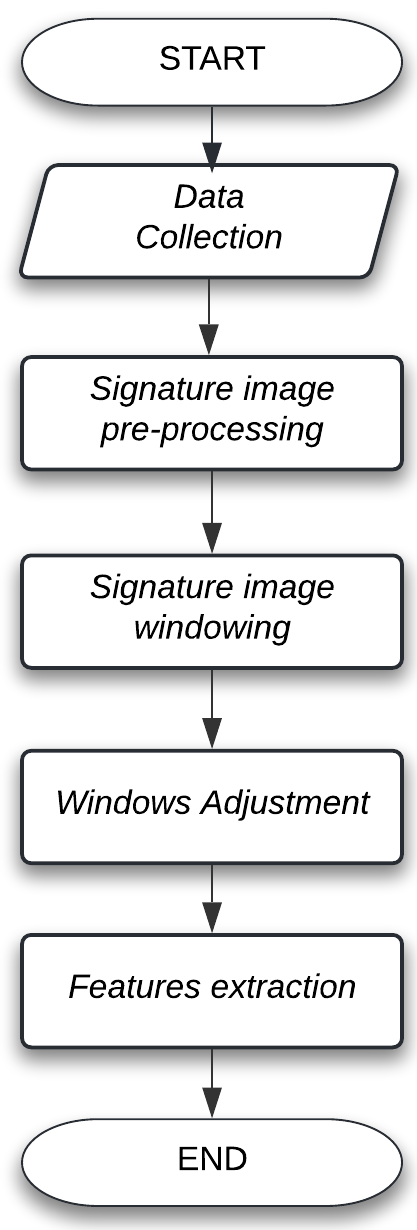 START
Data
Collection
Signature image
pre-processing
Signature image
windowing
Windows Adjustment
Features extraction
END